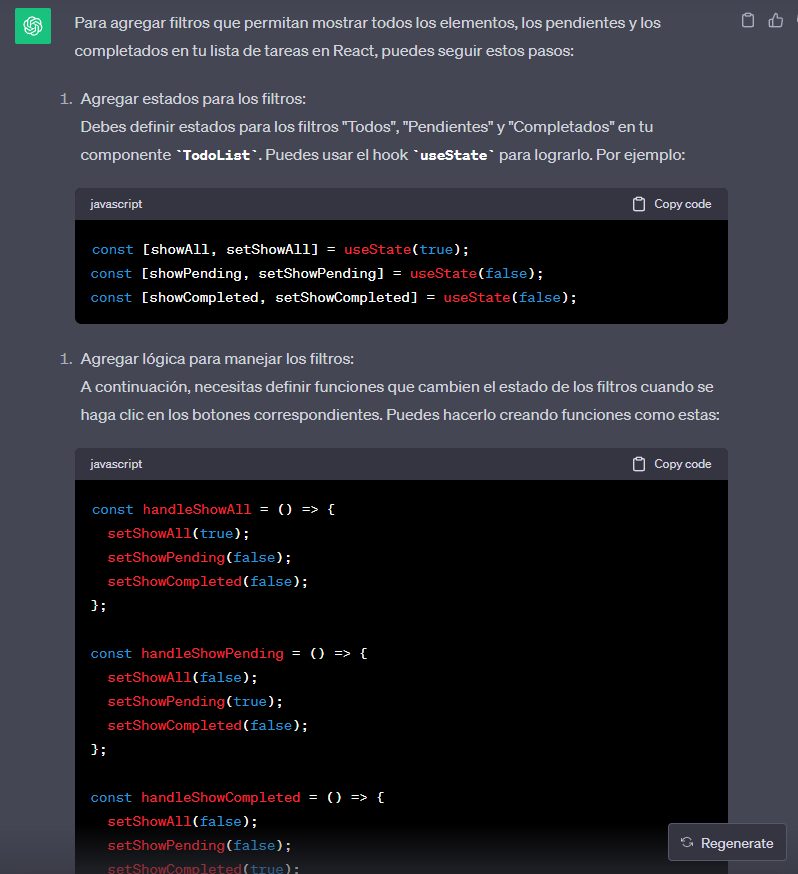 Para agregar filtros que permitan mostrar todos los elementos, los pendientes y los
completados en tu lista de tareas en React, puedes seguir estos pasos:
1. Agregar estados para los filtros:
Debes definir estados para los filtros "Todos", "Pendientes" y "Completados" en tu
componente `TodoList`. Puedes usar el hook `useState` para lograrlo. Por ejemplo:
javascript Copy code
const [showAll, setShowAll] = useState(true);
const [showPending, setShowPending] = useState(false);
const [showCompleted, setShowCompleted] = useState(false);
1. Agregar lógica para manejar los filtros:
A continuación, necesitas definir funciones que cambien el estado de los filtros cuando se
haga clic en los botones correspondientes. Puedes hacerlo creando funciones como estas:
javascript Copy code
const handleShowAll = () => {
  setShowAll(true);
  setShowPending(false);
  setShowCompleted(false);
};
const handleShowPending = () => {
  setShowAll(false);
  setShowPending(true);
  setShowCompleted(false);
};
const handleShowCompleted = () => {
  setShowAll(false);
  setShowPending(false);
  setShowCompleted(true);
Regenerate